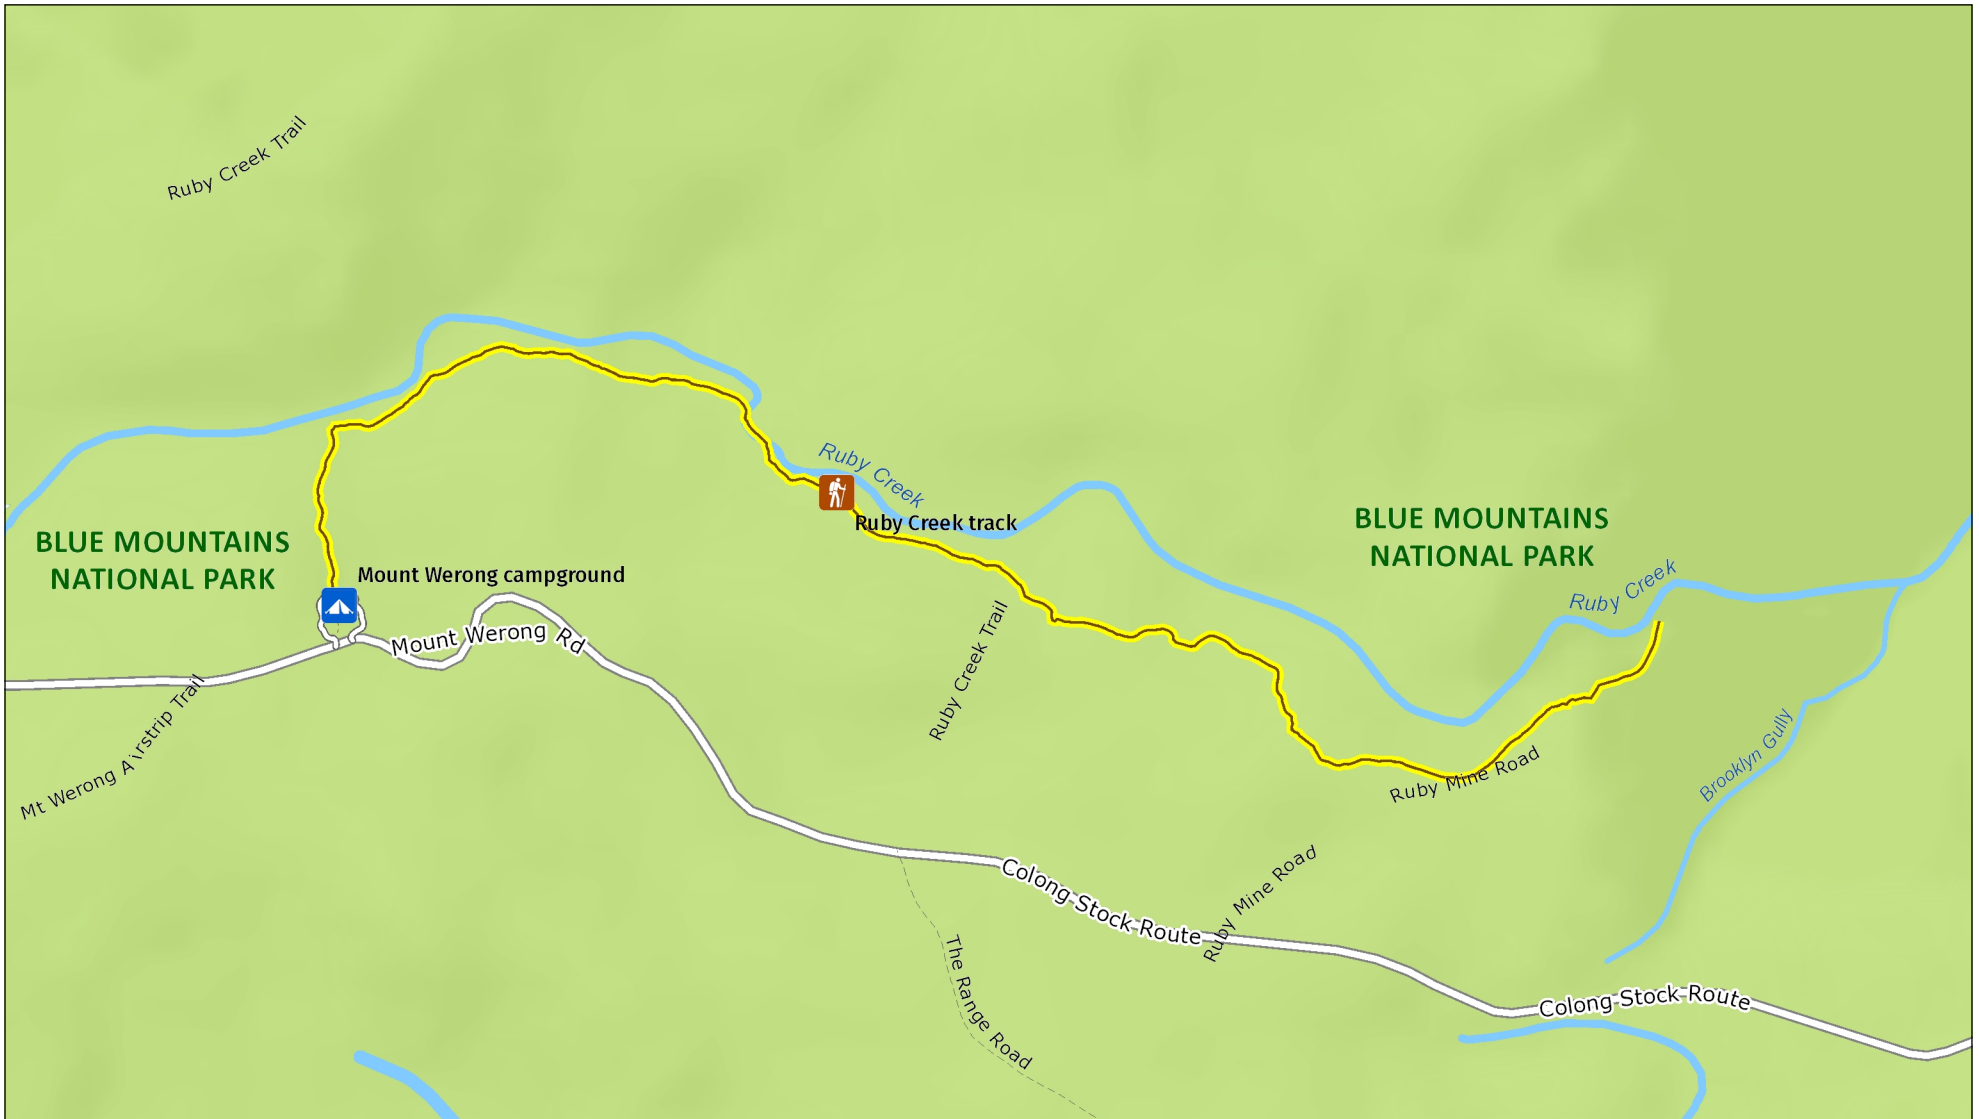 Ruby Creek Trail
Ruby Creek
Ruby Creek track
BLUE MOUNTAINS
NATIONAL PARK
BLUE MOUNTAINS
NATIONAL PARK
Mount Werong campground
Ruby Creek
Mount Werong Rd
Ruby Creek Trail
Mt Werong Airstrip Trail
Brooklyn Gully
Ruby Mine Road
Ruby Mine Road
Colong Stock Route
The Range Road
Colong Stock Route